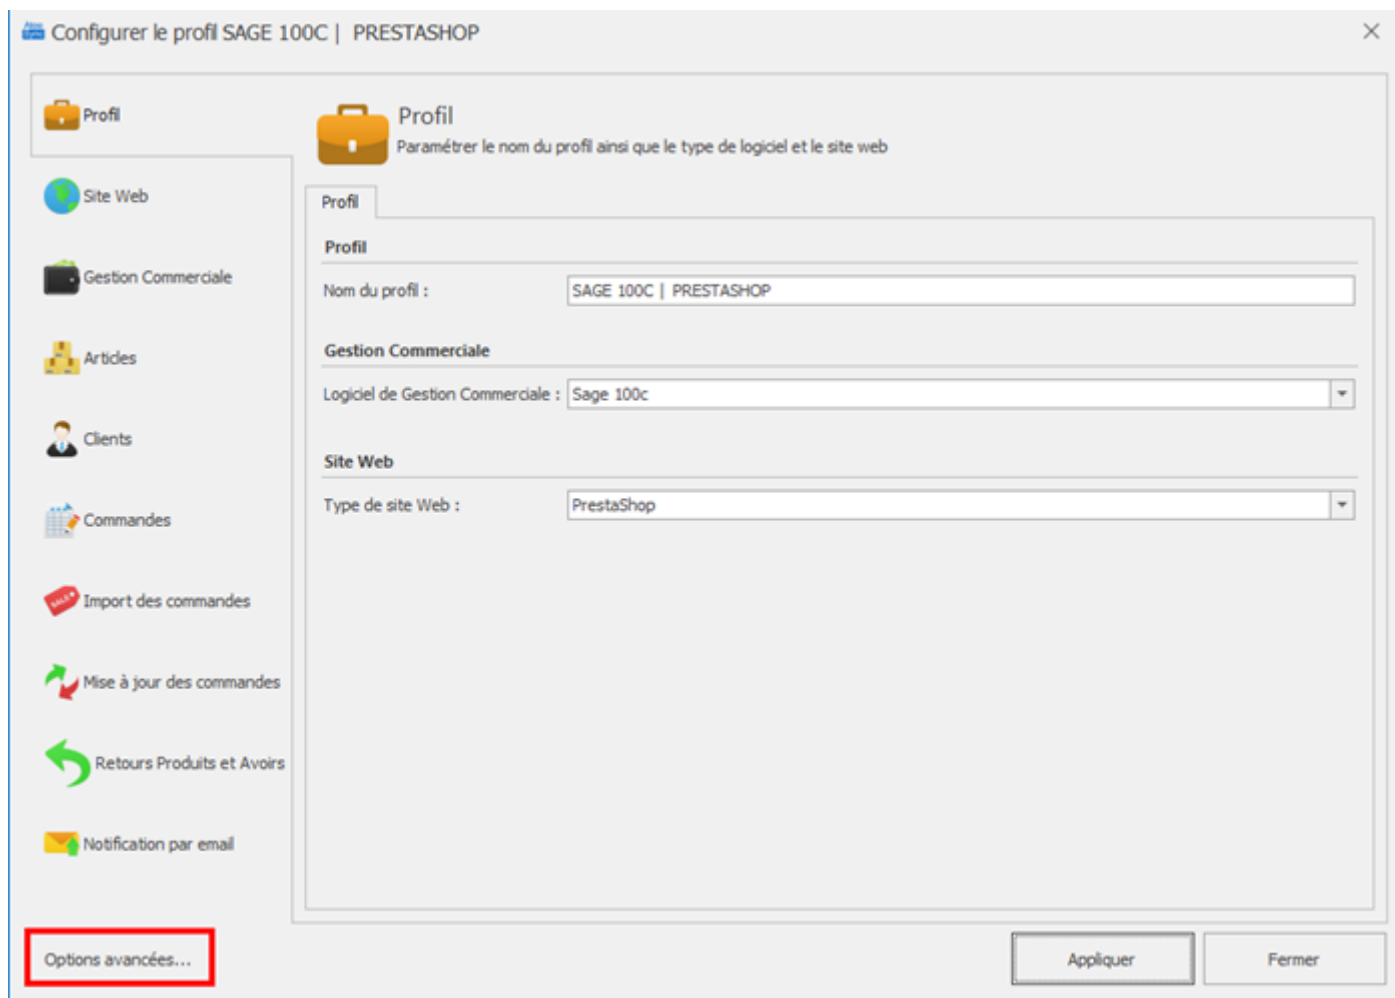 Configurer le profil SAGE 100C | PRESTASHOP
Profil
Site Web
Gestion Commerciale
Articles
Clients
Commandes
Import des commandes
Mise à jour des commandes
Retours Produits et Avoirs
Notification par email
Profil
Paramétrer le nom du profil ainsi que le type de logiciel et le site web
Profil
Profil
Nom du profil : SAGE 100C | PRESTASHOP
Gestion Commerciale
Logiciel de Gestion Commerciale : Sage 100c
Site Web
Type de site Web : PrestaShop
Options avancées...
Appliquer
Fermer